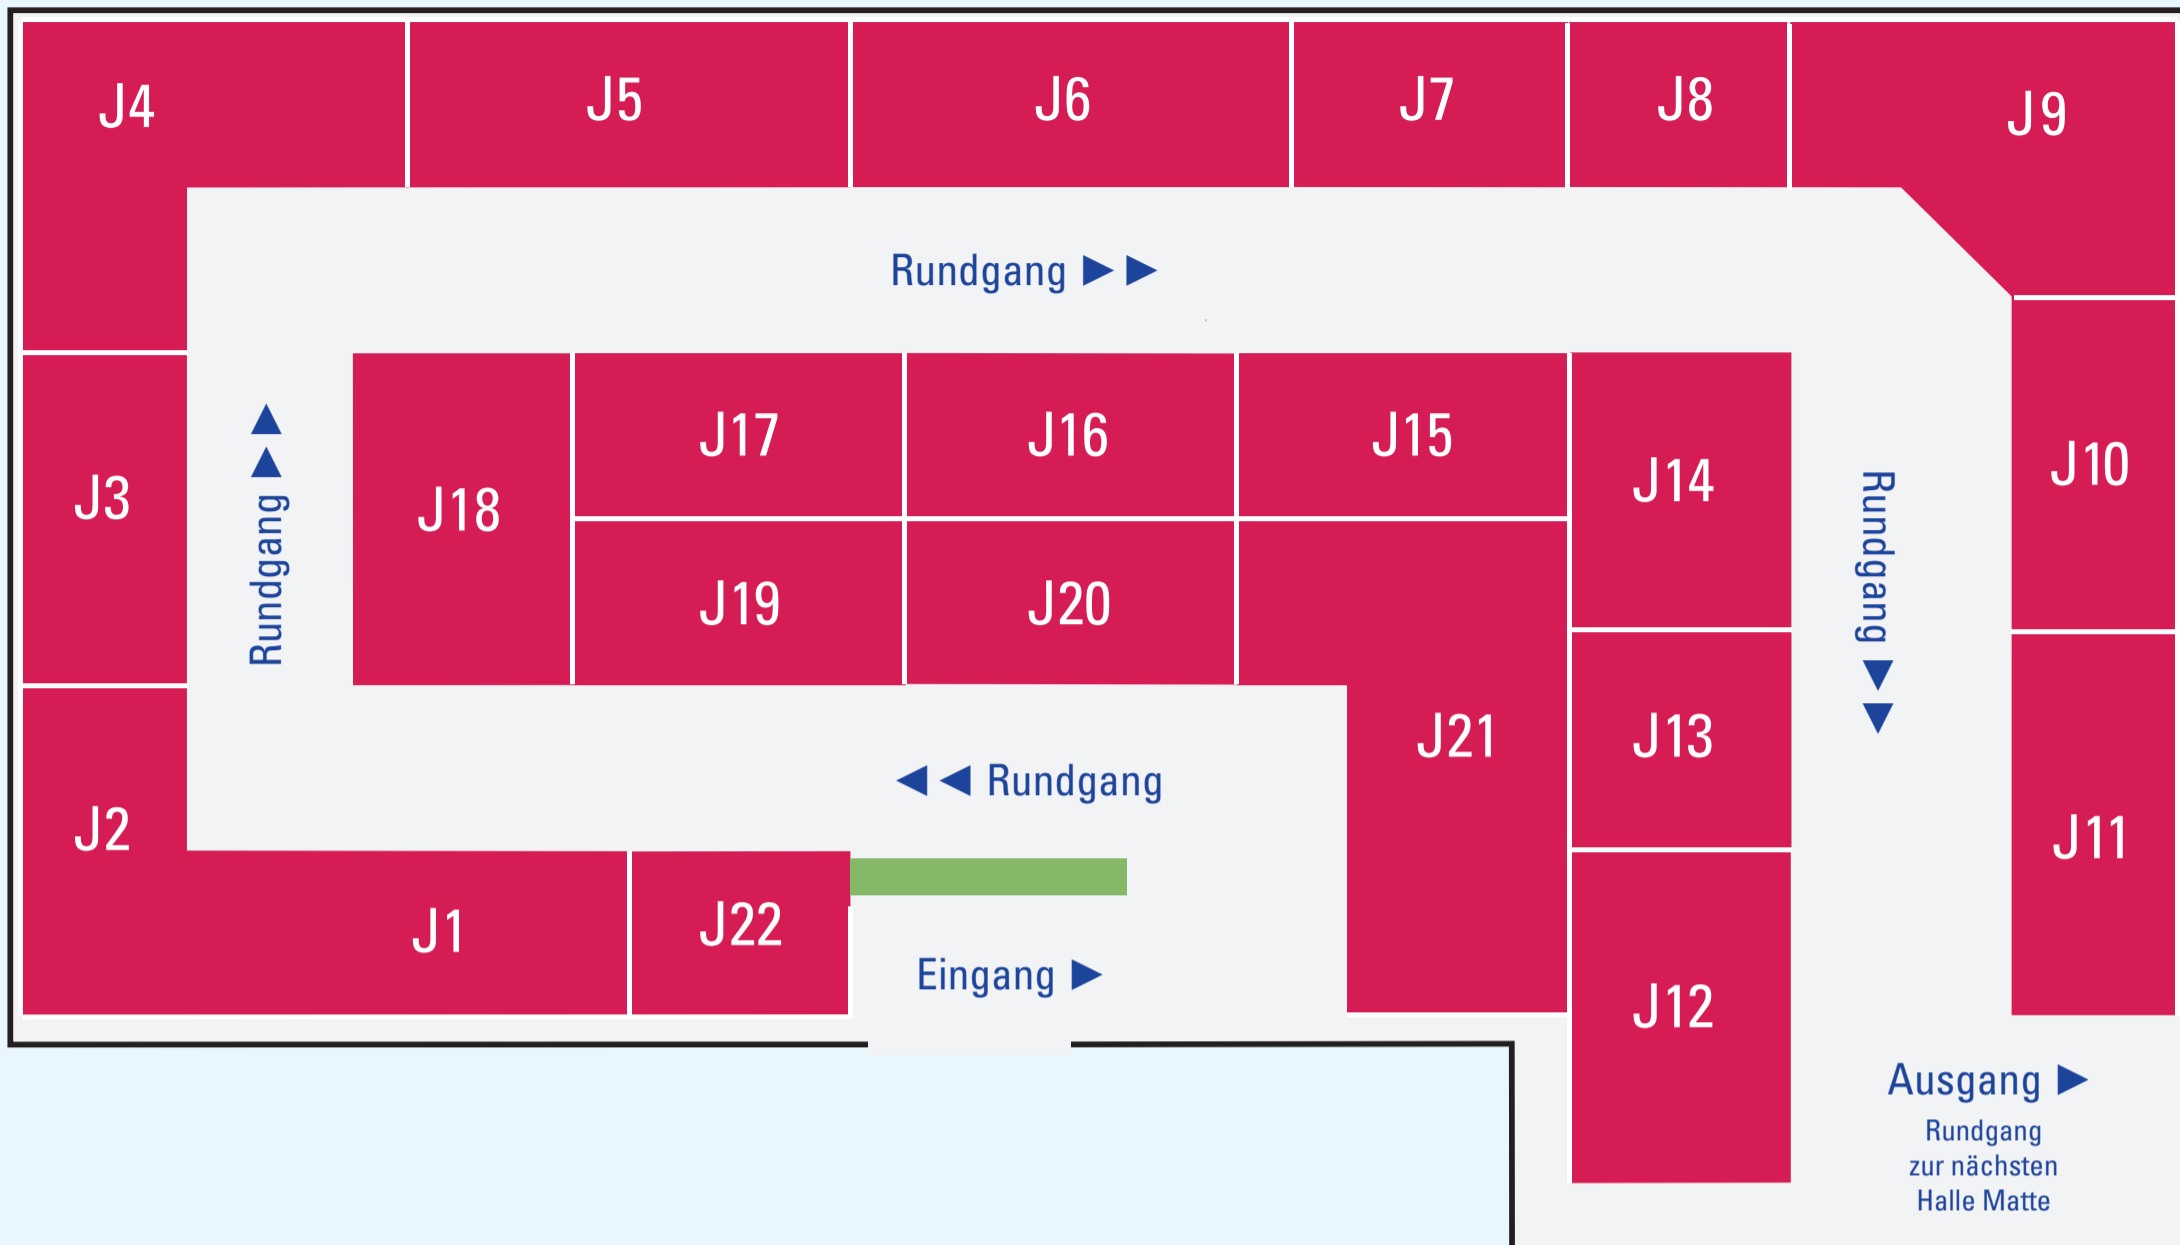 J4
J5
J6
J7
J8
J9
Rundgang ▶▶
J18
J17
J16
J15
J14
J10
J3
Rundgang ▶▶
Rundgang ▶▶
J19
J20
J13
J21
J2
◀◀ Rundgang
J11
J1
J22
Eingang ▶
J12
Ausgang ▶
Rundgang
zur nächsten
Halle Matte